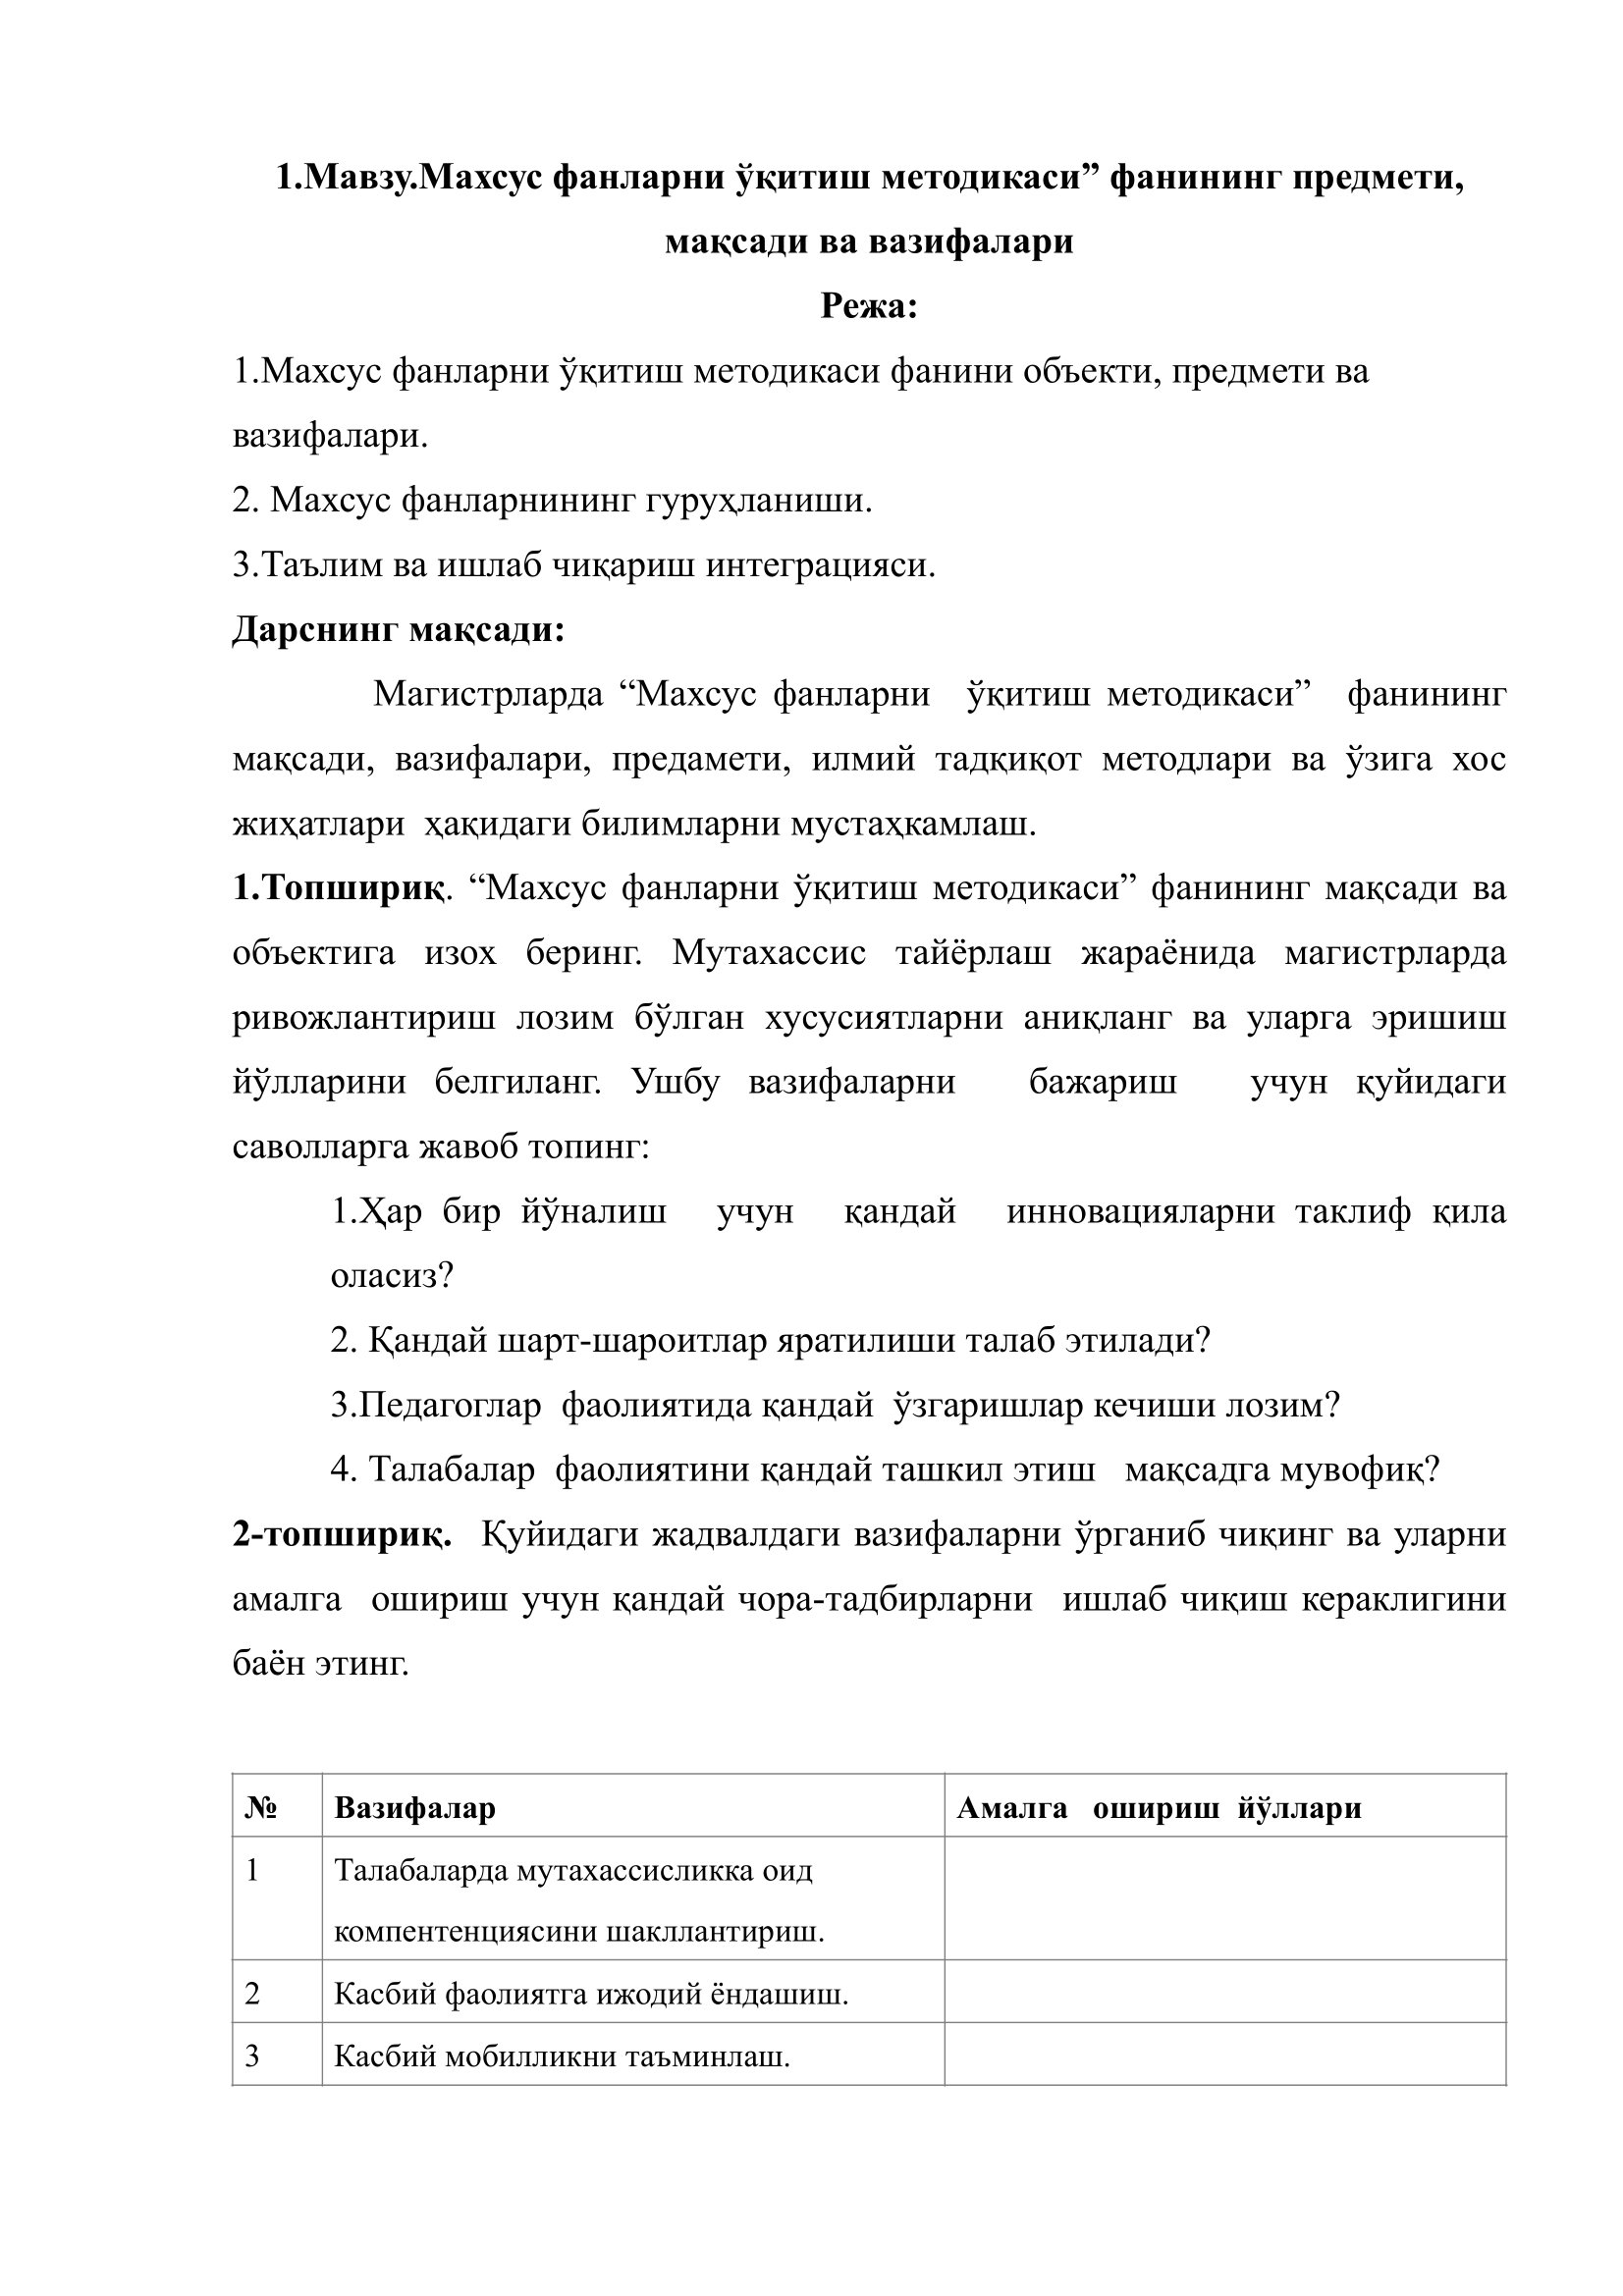 1.Мавзу.Махсус фанларни ўқитиш методикаси” фанининг предмети,
мақсади ва вазифалари
Режа:
1.Махсус фанларни ўқитиш методикаси фанини объекти, предмети ва
вазифалари.
2. Махсус фанларнининг гуруҳланиши.
3.Таълим ва ишлаб чиқариш интеграцияси.
Дарснинг мақсади:
Магистрларда “Махсус фанларни ўқитиш методикаси” фанининг
мақсади, вазифалари, предамети, илмий тадқиқот методлари ва ўзига хос
жиҳатлари ҳақидаги билимларни мустаҳкамлаш.
1.Топшириқ. “Махсус фанларни ўқитиш методикаси” фанининг мақсади ва
объектига изох беринг. Мутахассис тайёрлаш жараёнида магистрларда
ривожлантириш лозим бўлган хусусиятларни аниқланг ва уларга эришиш
йўлларини белгиланг. Ушбу вазифаларни бажариш учун қуйидаги
саволларга жавоб топинг:
1.Ҳар бир йўналиш учун қандай инновацияларни таклиф қила
оласиз?
2. Қандай шарт-шароитлар яратилиши талаб этилади?
3.Педагоглар фаолиятида қандай ўзгаришлар кечиши лозим?
4. Талабалар фаолиятини қандай ташкил этиш мақсадга мувофиқ?
2-топшириқ. Қуйидаги жадвалдаги вазифаларни ўрганиб чиқинг ва уларни
амалга ошириш учун қандай чора-тадбирларни ишлаб чиқиш кераклигини
баён этинг.
№ Вазифалар Амалга ошириш йўллари
1 Талабаларда мутахассисликка оид
компентенциясини шакллантириш.
2 Касбий фаолиятга ижодий ёндашиш.
3 Касбий мобилликни таъминлаш.